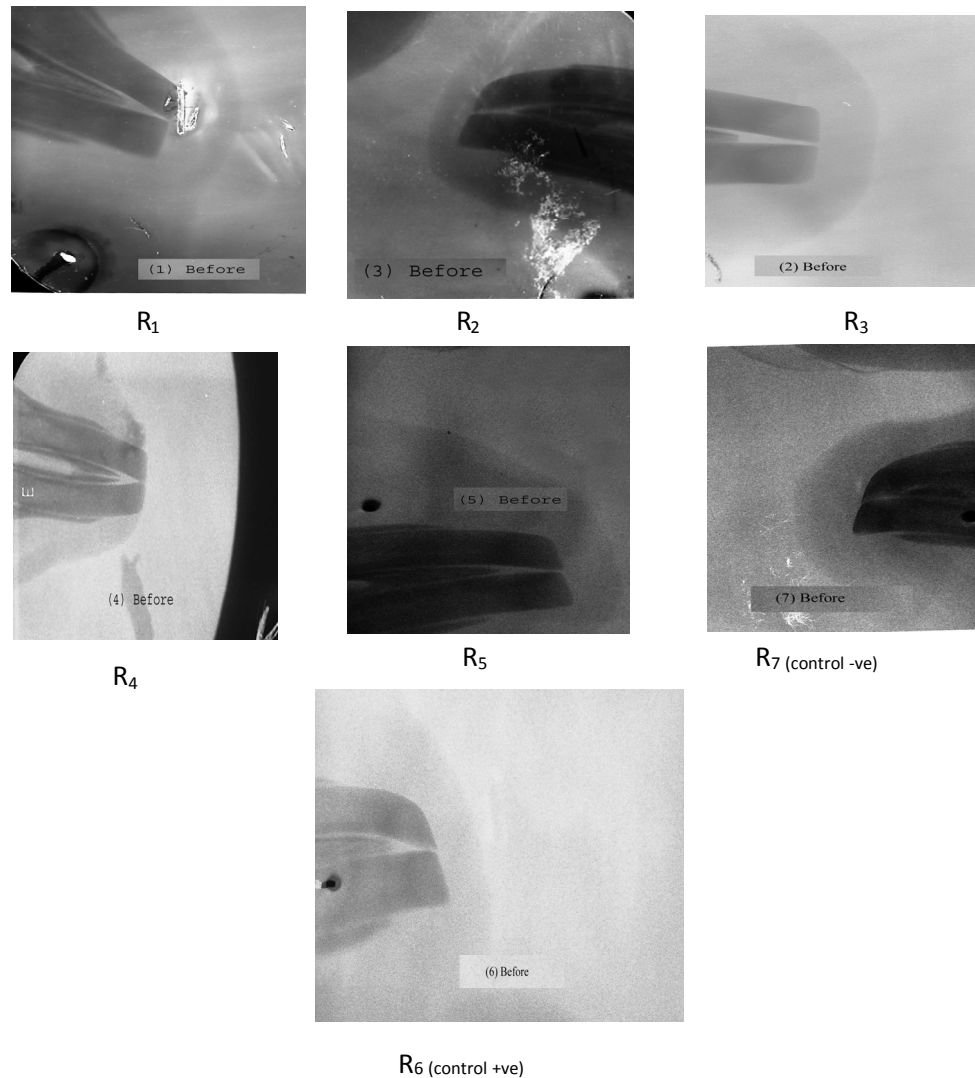 (1) Before
(3) Before
(2) Before
R₁
R₂
R₃
E
(4) Before
(5) Before
(7) Before
R₄
R₅
R₇ (control -ve)
(6) Before
R₆ (control +ve)